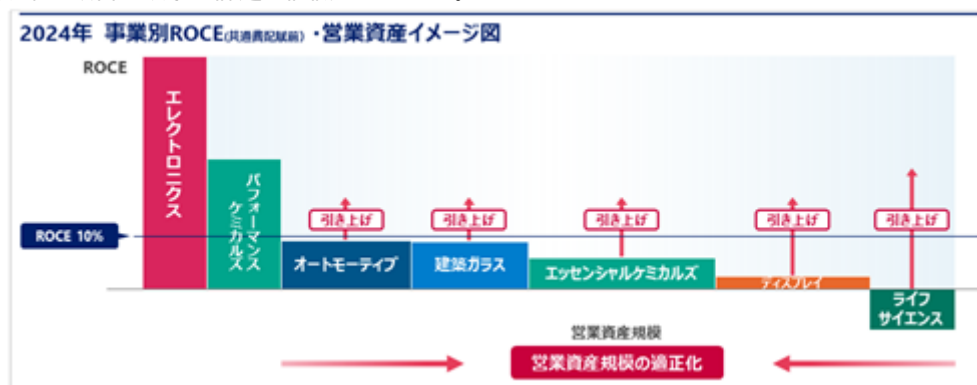 2024年 事業別ROCE(共通費配賦前)・営業資産イメージ図
ROCE
エレクトロニクス
パフォーマンス
ケミカルズ
引き上げ
引き上げ
引き上げ
引き上げ
引き上げ
ROCE 10%
オートモーティブ
建築ガラス
エッセンシャルケミカルズ
ディスプレイ
ライフ
サイエンス
営業資産規模
営業資産規模の適正化